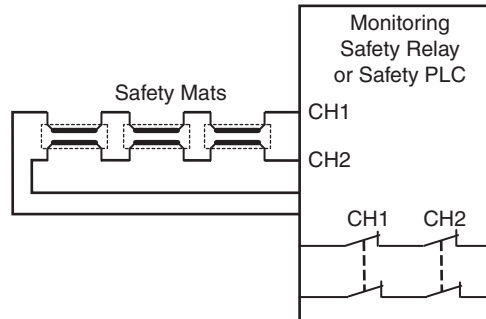 Monitoring
Safety Relay
or Safety PLC
Safety Mats
CH1
CH2
CH1 CH2